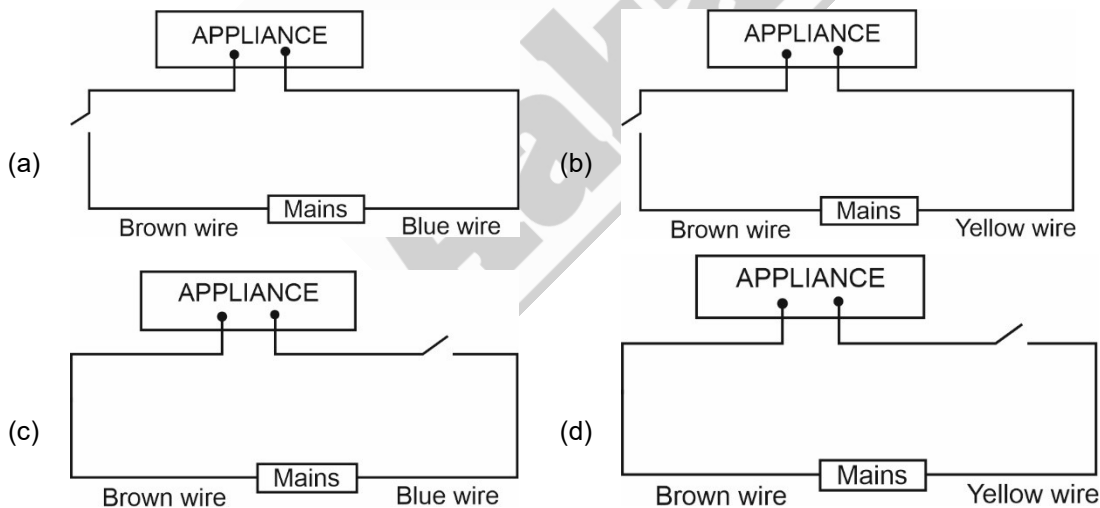 APPLIANCE
APPLIANCE
(a)
(b)
Mains
Mains
Brown wire
Blue wire
Brown wire
Yellow wire
APPLIANCE
APPLIANCE
(c)
(d)
Mains
Mains
Brown wire
Blue wire
Brown wire
Yellow wire